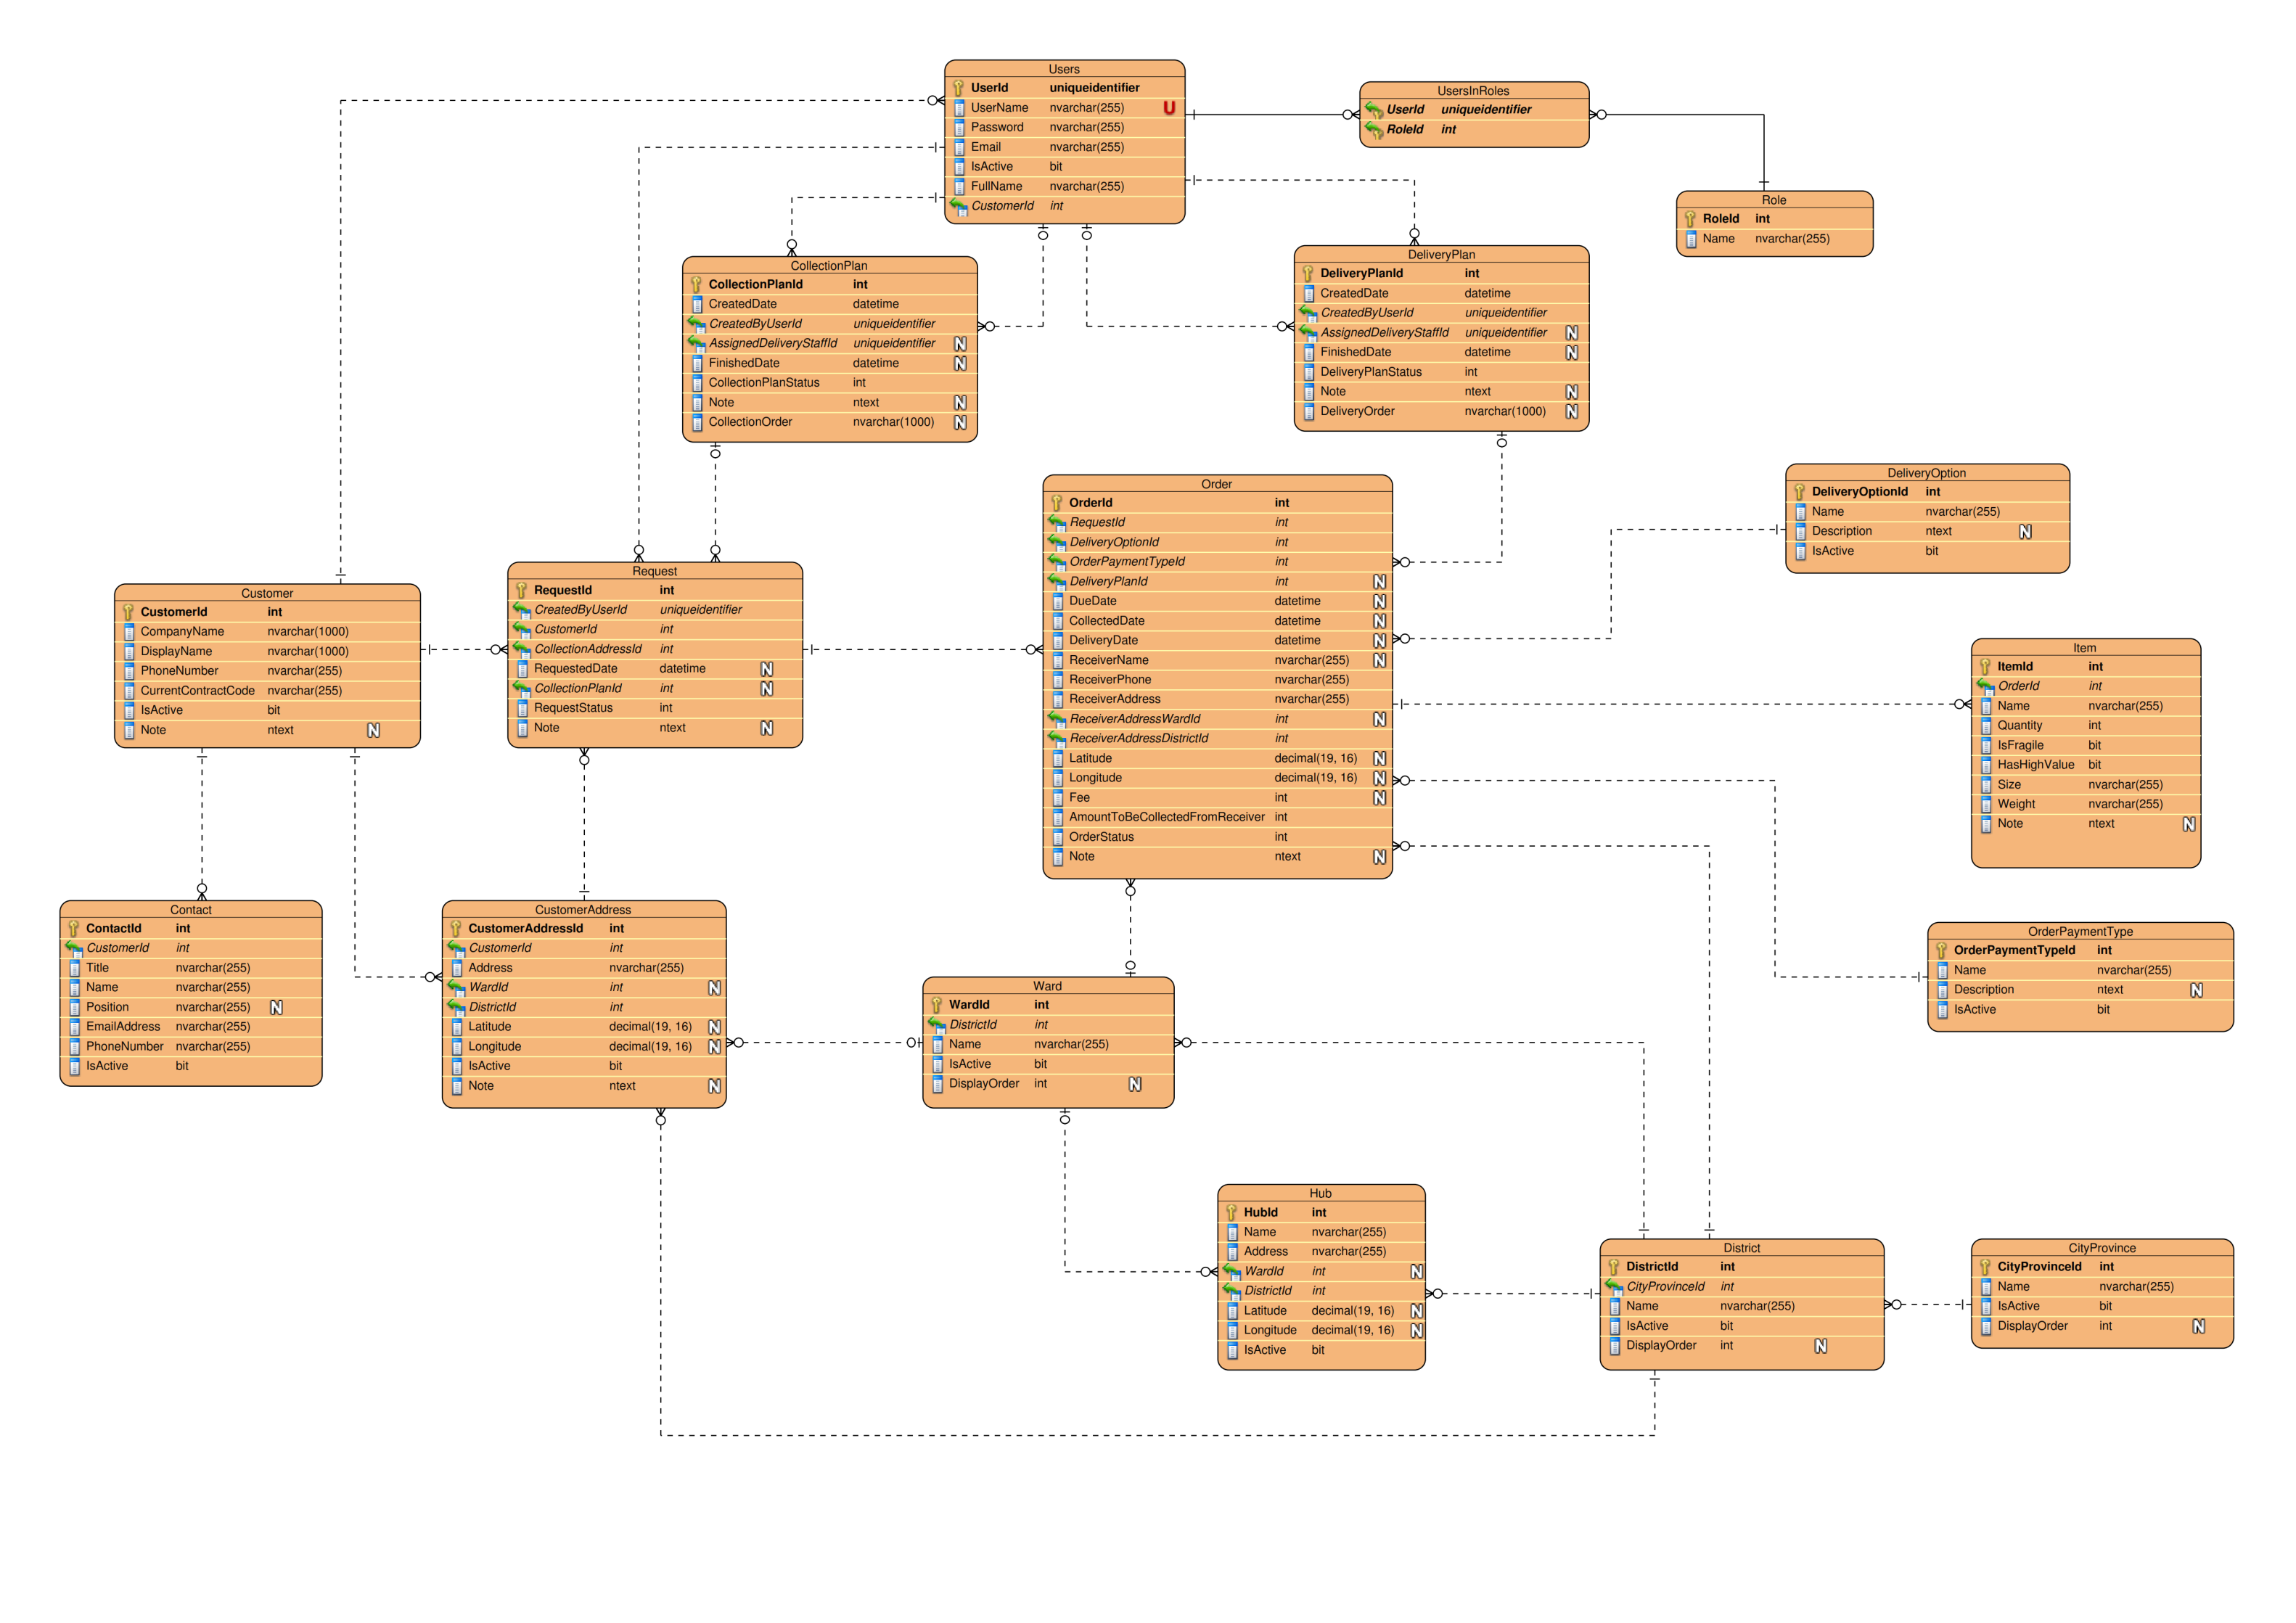 Users
UserId uniqueidentifier
UserName nvarchar(255) U
Password nvarchar(255)
Email nvarchar(255)
IsActive bit
FullName nvarchar(255)
CustomerId int
UsersInRoles
UserId uniqueidentifier
RoleId int
Role
RoleId int
Name nvarchar(255)
CollectionPlan
CollectionPlanId int
CreatedDate datetime
CreatedByUserId uniqueidentifier
AssignedDeliveryStaffId uniqueidentifier N
FinishedDate datetime N
CollectionPlanStatus int
Note ntext N
CollectionOrder nvarchar(1000) N
DeliveryPlan
DeliveryPlanId int
CreatedDate datetime
CreatedByUserId uniqueidentifier
AssignedDeliveryStaffId uniqueidentifier N
FinishedDate datetime N
DeliveryPlanStatus int
Note ntext N
DeliveryOrder nvarchar(1000) N
DeliveryOption
DeliveryOptionId int
Name nvarchar(255)
Description ntext N
IsActive bit
Order
OrderId int
RequestId int
DeliveryOptionId int
OrderPaymentTypeId int
DeliveryPlanId int N
DueDate datetime N
CollectedDate datetime N
DeliveryDate datetime N
ReceiverName nvarchar(255) N
ReceiverPhone nvarchar(255)
ReceiverAddress nvarchar(255)
ReceiverAddressWardId int N
ReceiverAddressDistrictId int
Latitude decimal(19, 16) N
Longitude decimal(19, 16) N
Fee int N
AmountToBeCollectedFromReceiver int
OrderStatus int
Note ntext N
Customer
CustomerId int
CompanyName nvarchar(1000)
DisplayName nvarchar(1000)
PhoneNumber nvarchar(255)
CurrentContractCode nvarchar(255)
IsActive bit
Note ntext N
Request
RequestId int
CreatedByUserId uniqueidentifier
CustomerId int
CollectionAddressId int
RequestedDate datetime N
CollectionPlanId int N
RequestStatus int
Note ntext N
Item
ItemId int
OrderId int
Name nvarchar(255)
Quantity int
IsFragile bit
HasHighValue bit
Size nvarchar(255)
Weight nvarchar(255)
Note ntext N
Contact
ContactId int
CustomerId int
Title nvarchar(255)
Name nvarchar(255)
Position nvarchar(255) N
EmailAddress nvarchar(255)
PhoneNumber nvarchar(255)
IsActive bit
CustomerAddress
CustomerAddressId int
CustomerId int
Address nvarchar(255)
WardId int N
DistrictId int
Latitude decimal(19, 16) N
Longitude decimal(19, 16) N
IsActive bit
Note ntext N
Ward
WardId int
DistrictId int
Name nvarchar(255)
IsActive bit
DisplayOrder int N
OrderPaymentType
OrderPaymentTypeId int
Name nvarchar(255)
Description ntext N
IsActive bit
Hub
HubId int
Name nvarchar(255)
Address nvarchar(255)
WardId int N
DistrictId int
Latitude decimal(19, 16) N
Longitude decimal(19, 16) N
IsActive bit
District
DistrictId int
CityProvinceId int
Name nvarchar(255)
IsActive bit
DisplayOrder int N
CityProvince
CityProvinceId int
Name nvarchar(255)
IsActive bit
DisplayOrder int N